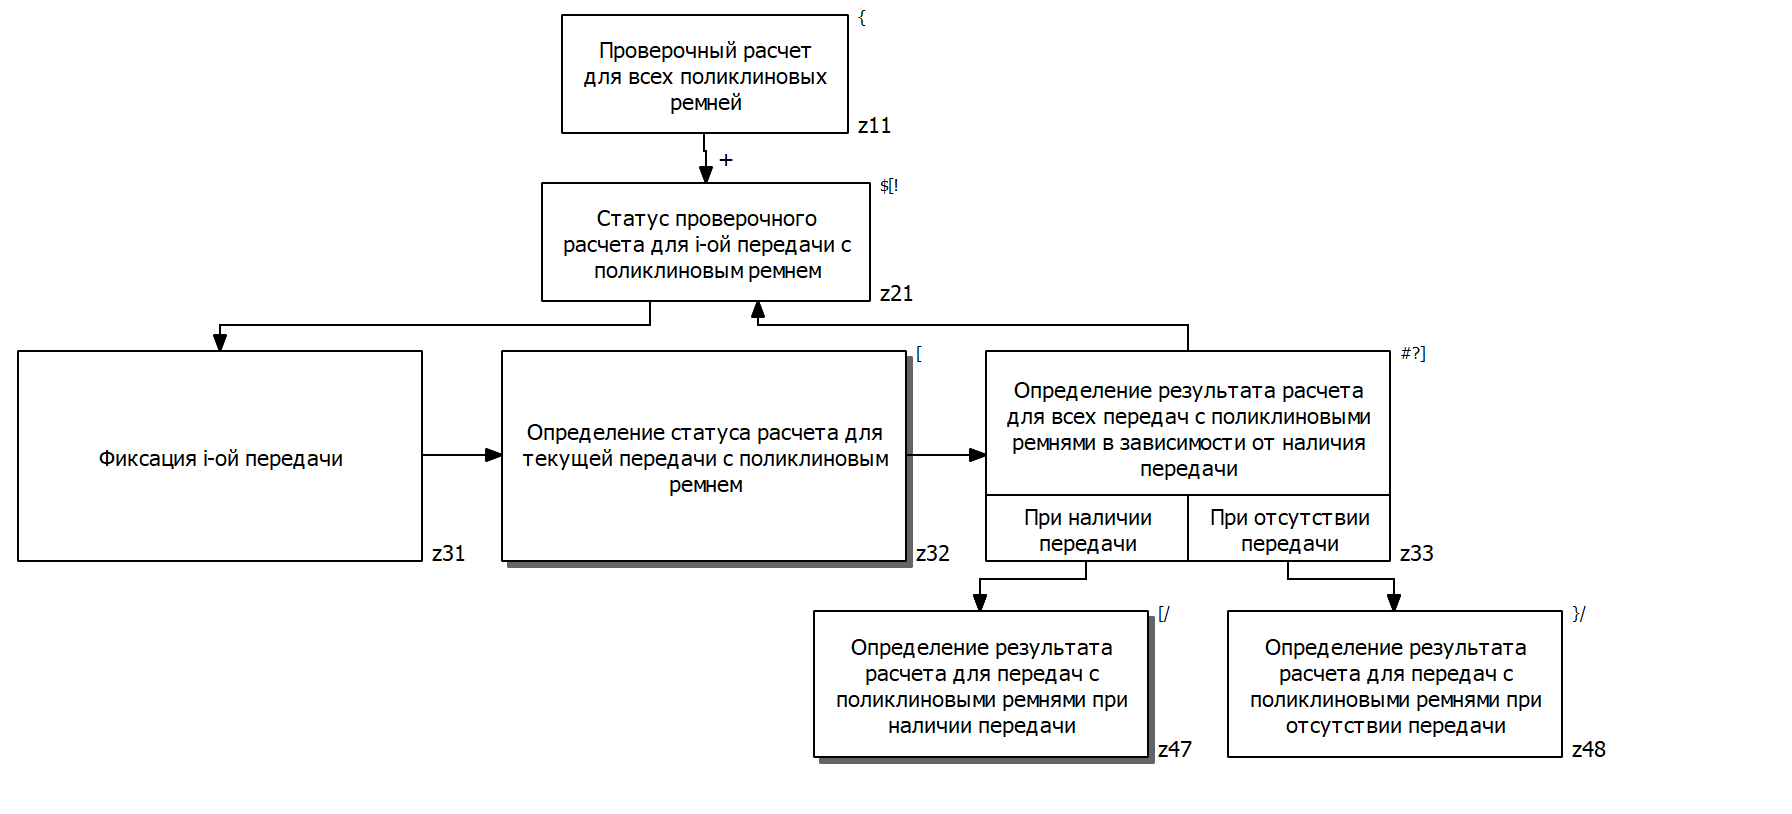 {
Проверочный расчет
для всех поликлиновых
ремней
z11
+
$[!
Статус проверочного
расчета для i-ой передачи с
поликлиновым ремнем
z21
Фиксация i-ой передачи
z31
[
Определение статуса расчета для
текущей передачи с поликлиновым
ремнем
z32
#?]
Определение результата расчета
для всех передач с поликлиновыми
ремнями в зависимости от наличия
передачи
При наличии
передачи
При отсутствии
передачи
z33
[/
Определение результата
расчета для передач с
поликлиновыми ремнями при
наличии передачи
z47
}/
Определение результата
расчета для передач с
поликлиновыми ремнями при
отсутствии передачи
z48